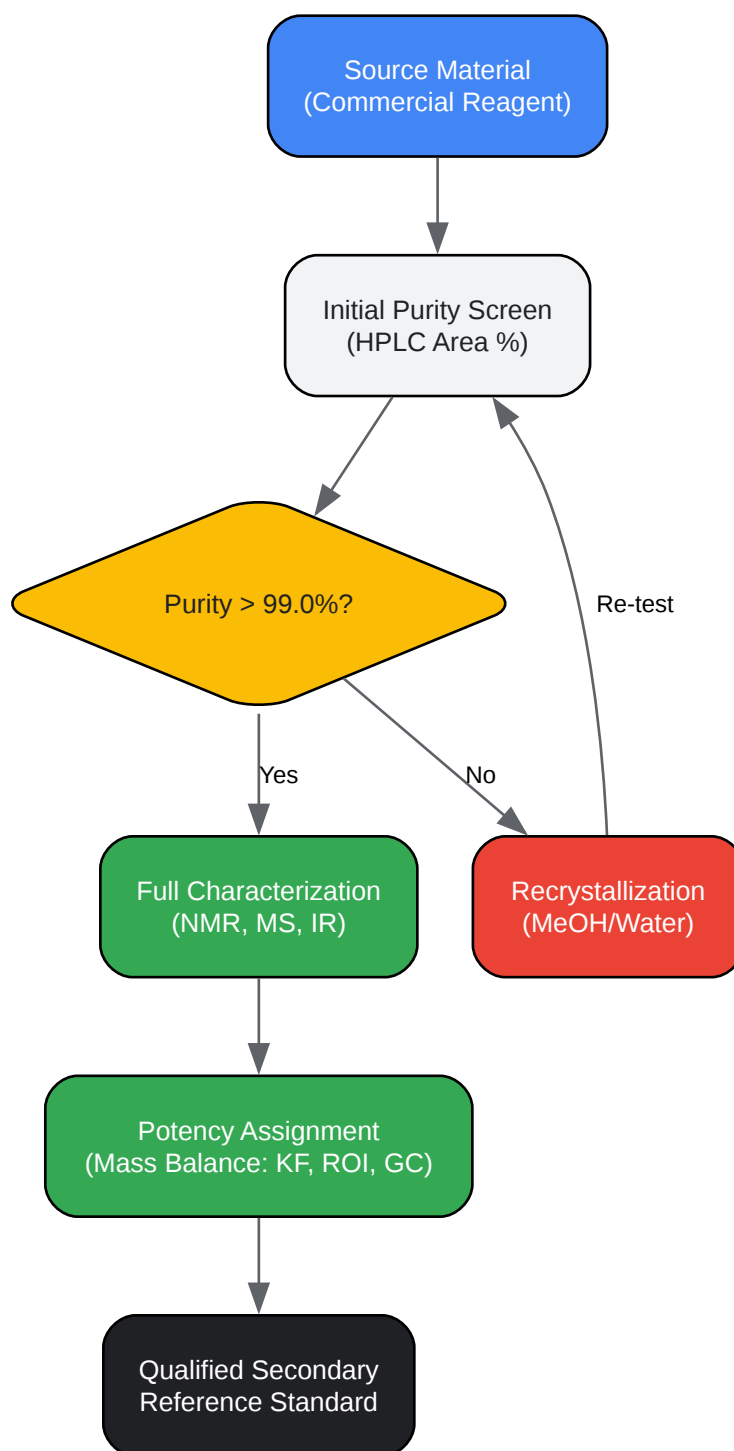 Source Material
(Commercial Reagent)
Initial Purity Screen
(HPLC Area %)
Purity > 99.0%?
Re-test
Yes
No
Full Characterization
(NMR, MS, IR)
Recrystallization
(MeOH/Water)
Potency Assignment
(Mass Balance: KF, ROI, GC)
Qualified Secondary
Reference Standard